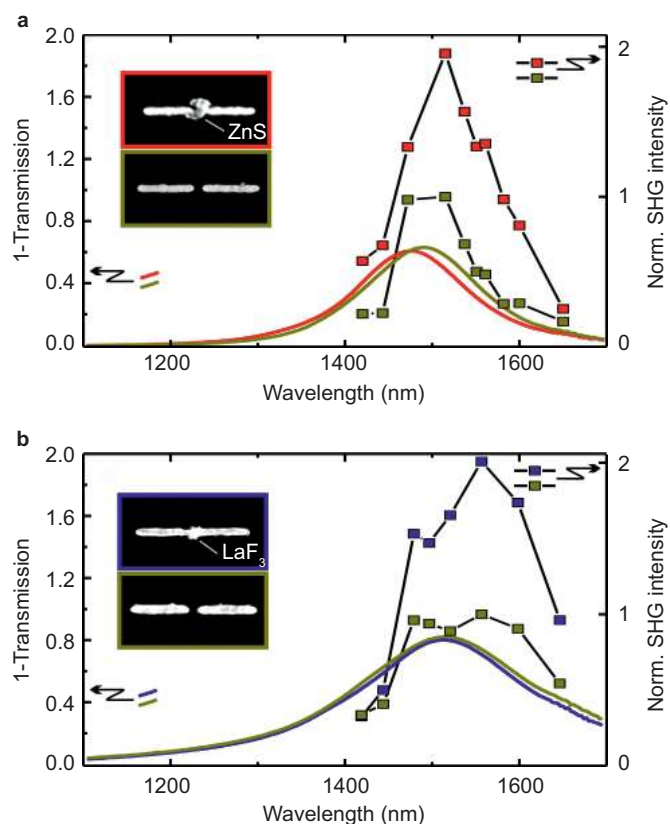 a
2.0
1.6
1.2
0.8
0.4
0.0
1-Transmission
ZnS
2
1
0
Norm. SHG intensity
1200
1400
1600
Wavelength (nm)
b
2.0
1.6
1.2
0.8
0.4
0.0
1-Transmission
LaF₃
2
1
0
Norm. SHG intensity
1200
1400
1600
Wavelength (nm)